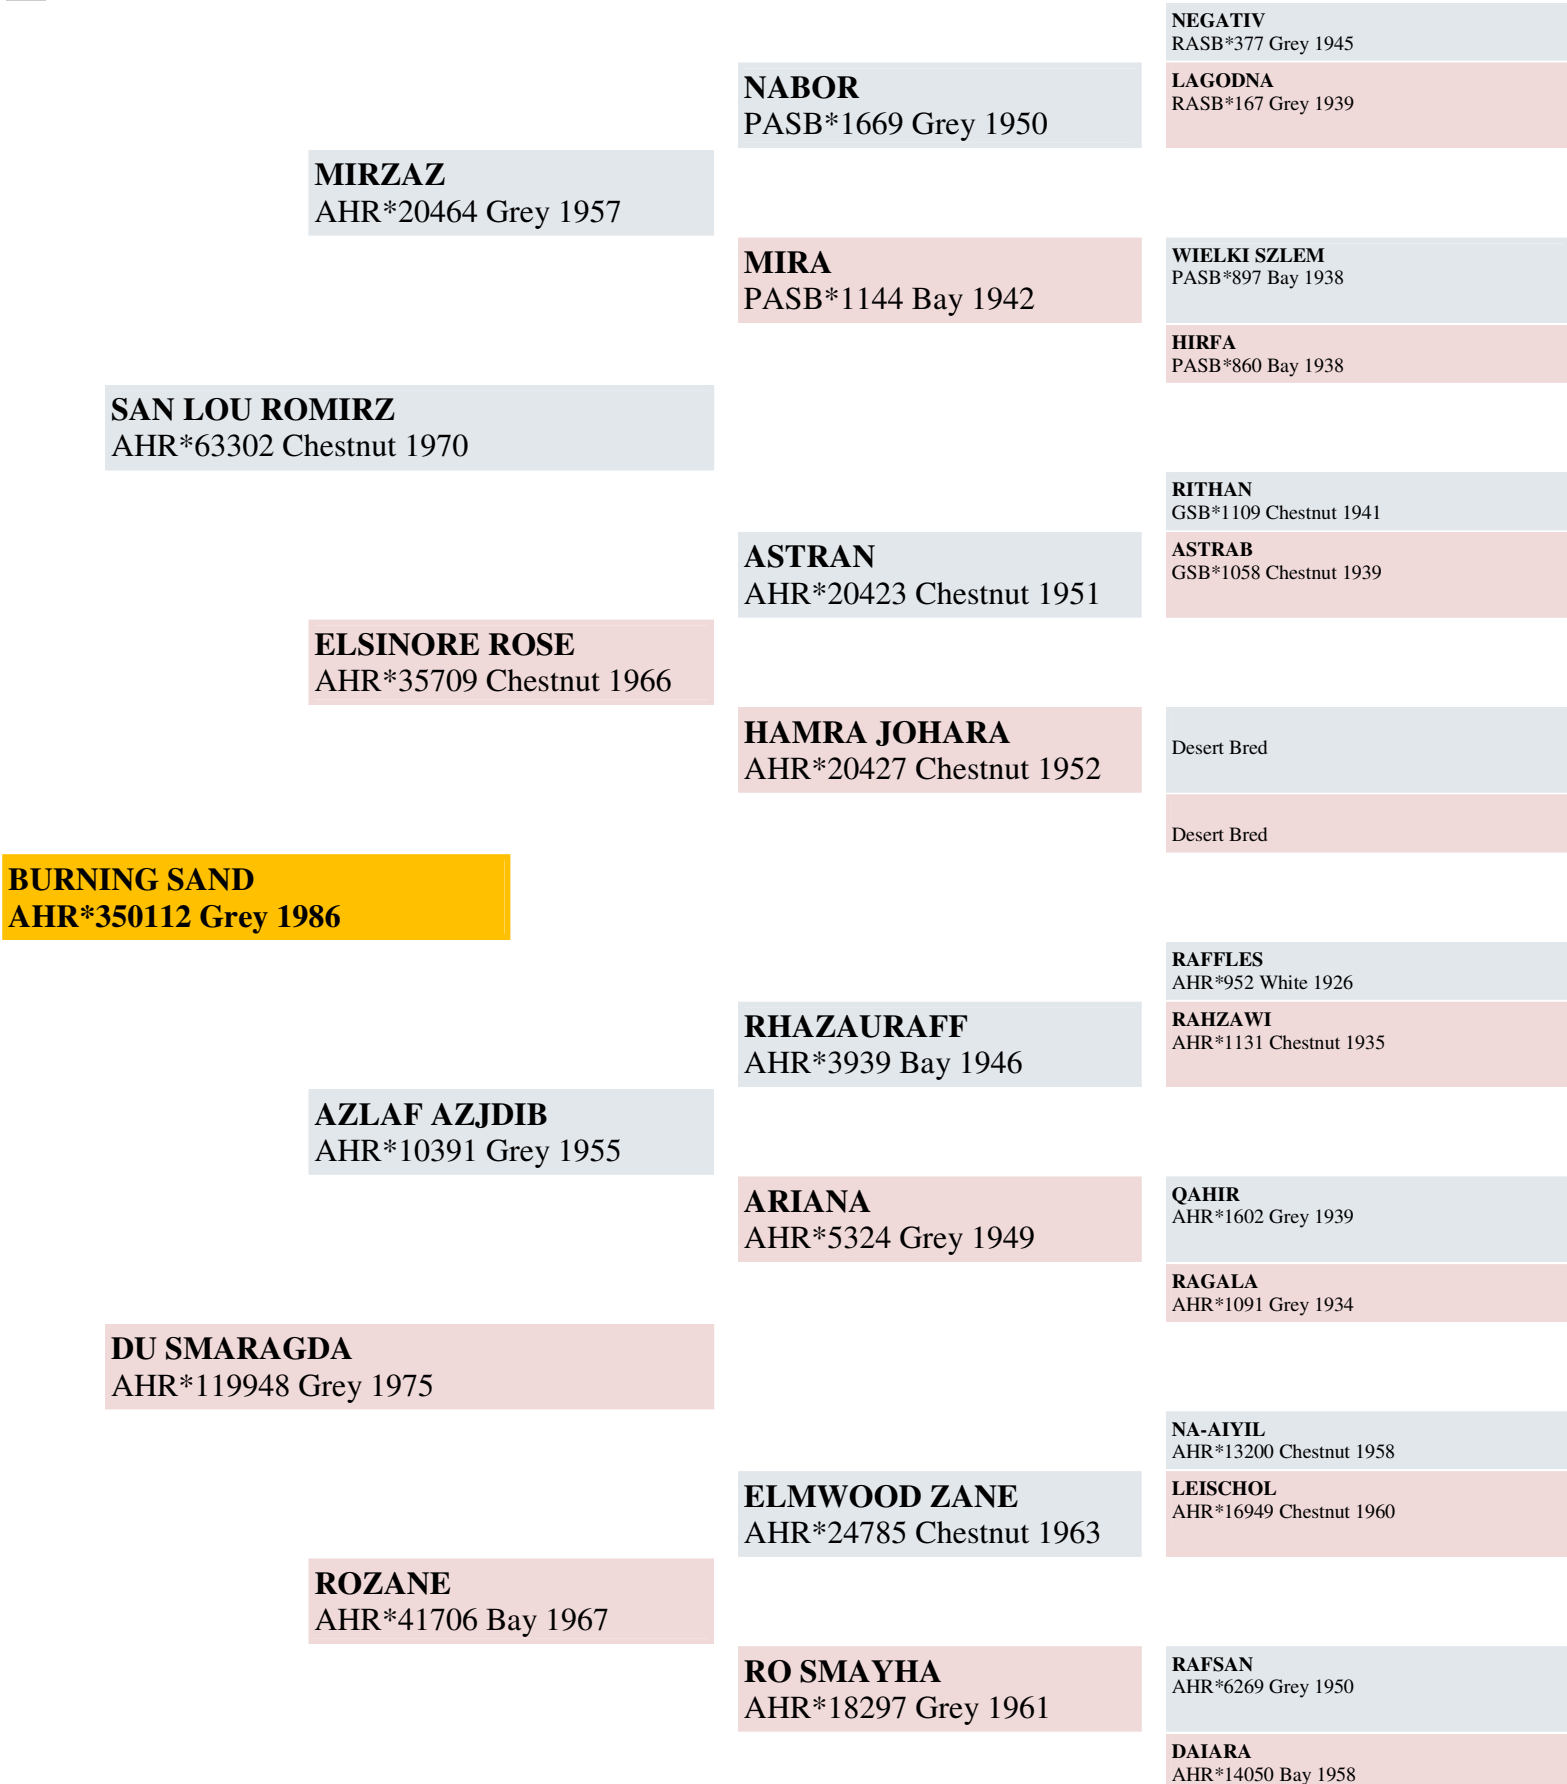 NEGATIV
RASB*377 Grey 1945
NABOR
PASB*1669 Grey 1950
LAGODNA
RASB*167 Grey 1939
MIRZAZ
AHR*20464 Grey 1957
MIRA
PASB*1144 Bay 1942
WIELKI SZLEM
PASB*897 Bay 1938
HIRFA
PASB*860 Bay 1938
SAN LOU ROMIRZ
AHR*63302 Chestnut 1970
RITHAN
GSB*1109 Chestnut 1941
ASTRAN
AHR*20423 Chestnut 1951
ASTRAB
GSB*1058 Chestnut 1939
ELSINORE ROSE
AHR*35709 Chestnut 1966
HAMRA JOHARA
AHR*20427 Chestnut 1952
Desert Bred
Desert Bred
BURNING SAND
AHR*350112 Grey 1986
RAFFLES
AHR*952 White 1926
RHAZAURAFF
AHR*3939 Bay 1946
RAHZAWI
AHR*1131 Chestnut 1935
AZLAF AZJDIB
AHR*10391 Grey 1955
ARIANA
AHR*5324 Grey 1949
QAHIR
AHR*1602 Grey 1939
RAGALA
AHR*1091 Grey 1934
DU SMARAGDA
AHR*119948 Grey 1975
NA-AIYIL
AHR*13200 Chestnut 1958
ELMWOOD ZANE
AHR*24785 Chestnut 1963
LEISCHOL
AHR*16949 Chestnut 1960
ROZANE
AHR*41706 Bay 1967
RO SMAYHA
AHR*18297 Grey 1961
RAFSAN
AHR*6269 Grey 1950
DAIARA
AHR*14050 Bay 1958